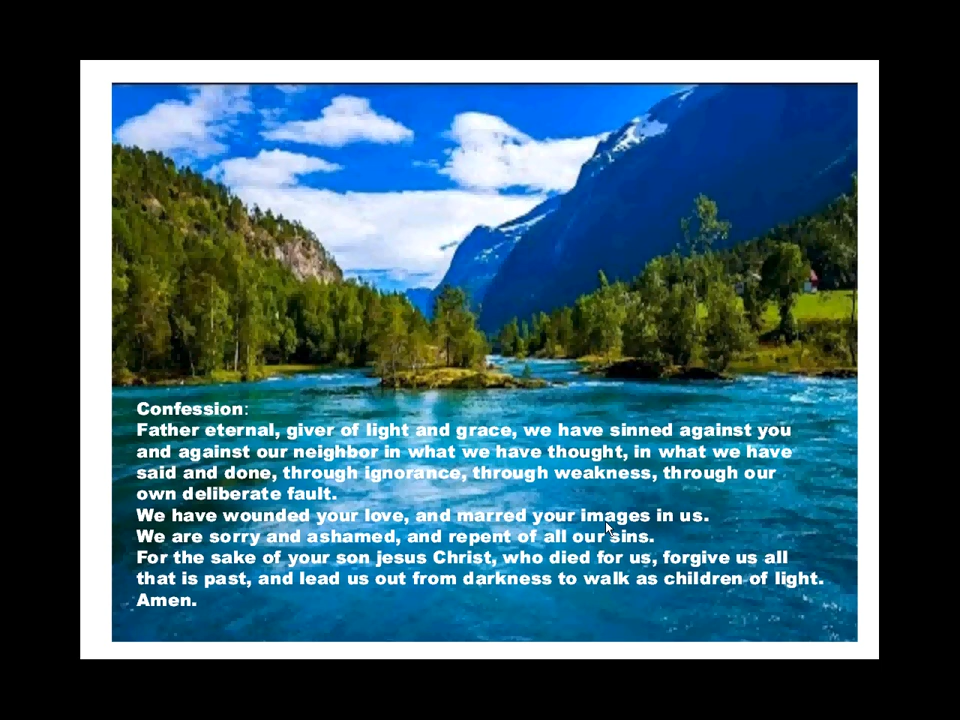 Confession:
Father eternal, giver of light and grace, we have sinned against you
and against our neighbor in what we have thought, in what we have
said and done, through ignorance, through weakness, through our
own deliberate fault.
We have wounded your love, and marred your images in us.
We are sorry and ashamed, and repent of all our sins.
For the sake of your son jesus Christ, who died for us, forgive us all
that is past, and lead us out from darkness to walk as children of light.
Amen.